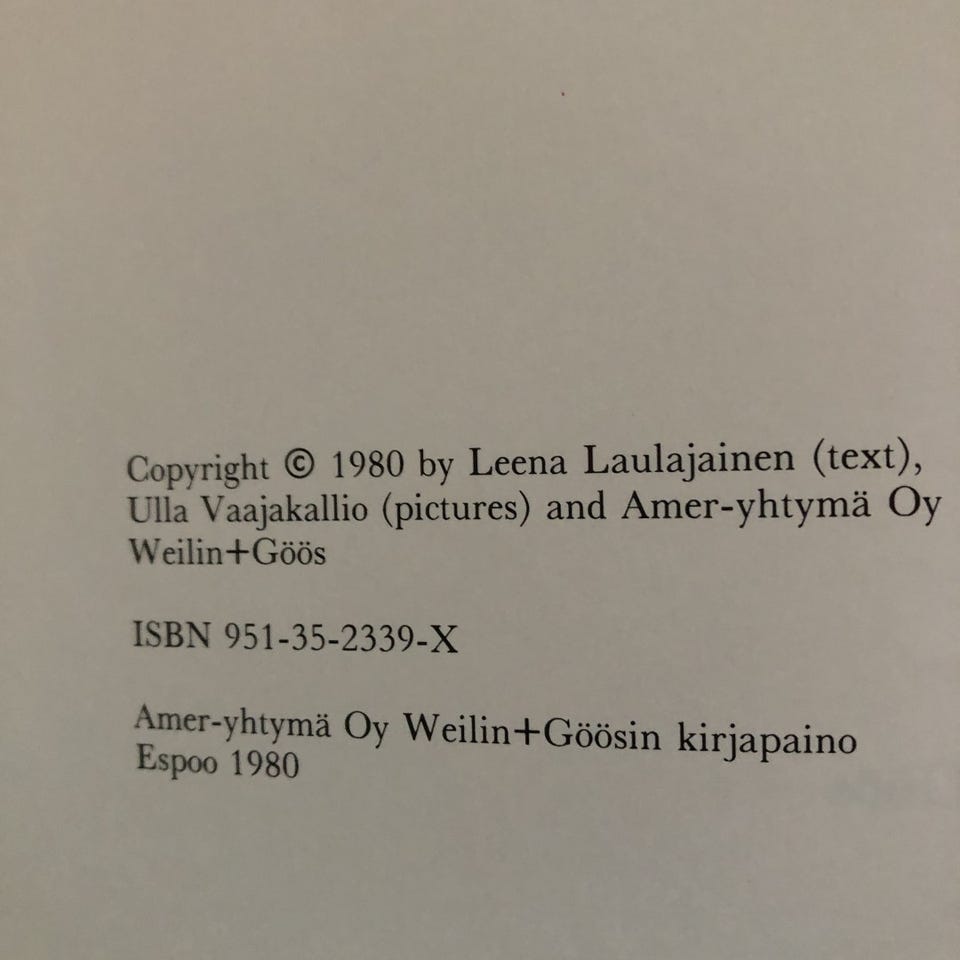 Copyright © 1980 by Leena Laulajainen (text),
Ulla Vaajakallio (pictures) and Amer-yhtymä Oy
Weilin+Göös
ISBN 951-35-2339-X
Amer-yhtymä Oy Weilin+Göösin kirjapaino
Espoo 1980